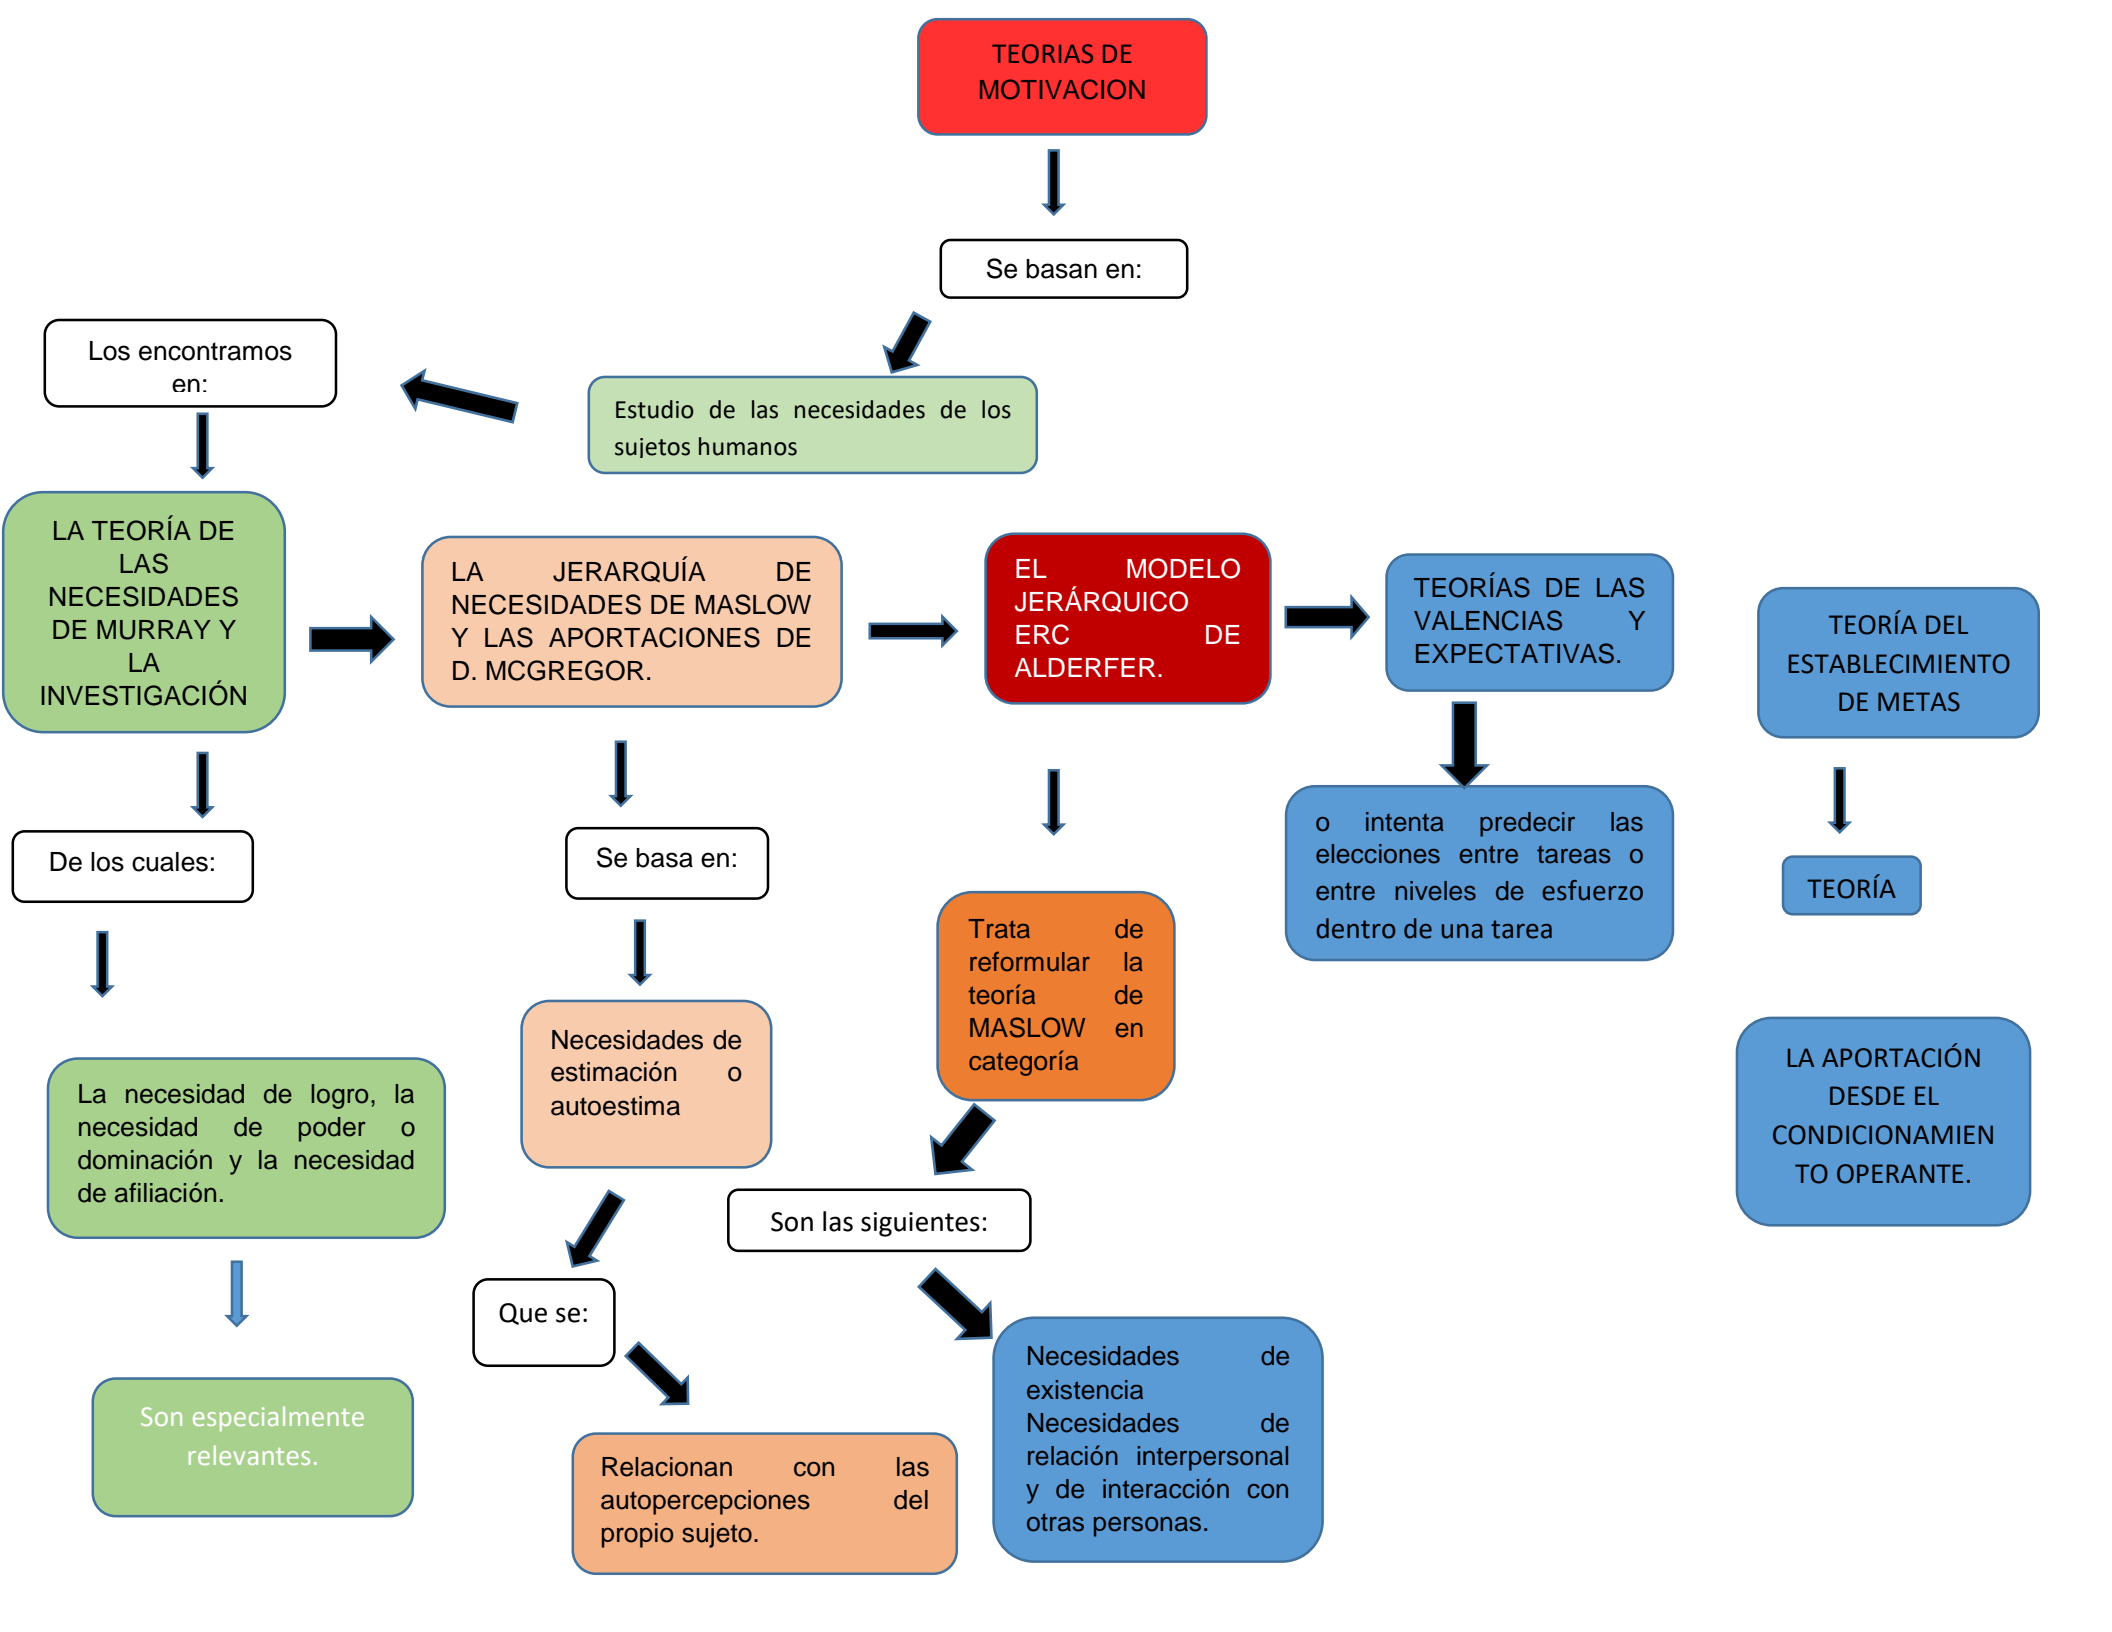 TEORIAS DE
MOTIVACION
Se basan en:
Los encontramos
en:
Estudio de las necesidades de los
sujetos humanos
LA TEORÍA DE
LAS
NECESIDADES
DE MURRAY Y
LA
INVESTIGACIÓN
LA JERARQUÍA DE
NECESIDADES DE MASLOW
Y LAS APORTACIONES DE
D. MCGREGOR.
EL MODELO
JERÁRQUICO
ERC DE
ALDERFER.
TEORÍAS DE LAS
VALENCIAS Y
EXPECTATIVAS.
TEORÍA DEL
ESTABLECIMIENTO
DE METAS
De los cuales:
Se basa en:
o intenta predecir las
elecciones entre tareas o
entre niveles de esfuerzo
dentro de una tarea
TEORÍA
Trata de
reformular la
teoría de
MASLOW en
categoría
Necesidades de
estimación o
autoestima
La necesidad de logro, la
necesidad de poder o
dominación y la necesidad
de afiliación.
LA APORTACIÓN
DESDE EL
CONDICIONAMIEN
TO OPERANTE.
Son las siguientes:
Que se:
Son especialmente
relevantes.
Necesidades de
existencia
Necesidades de
relación interpersonal
y de interacción con
otras personas.
Relacionan con las
autopercepciones del
propio sujeto.